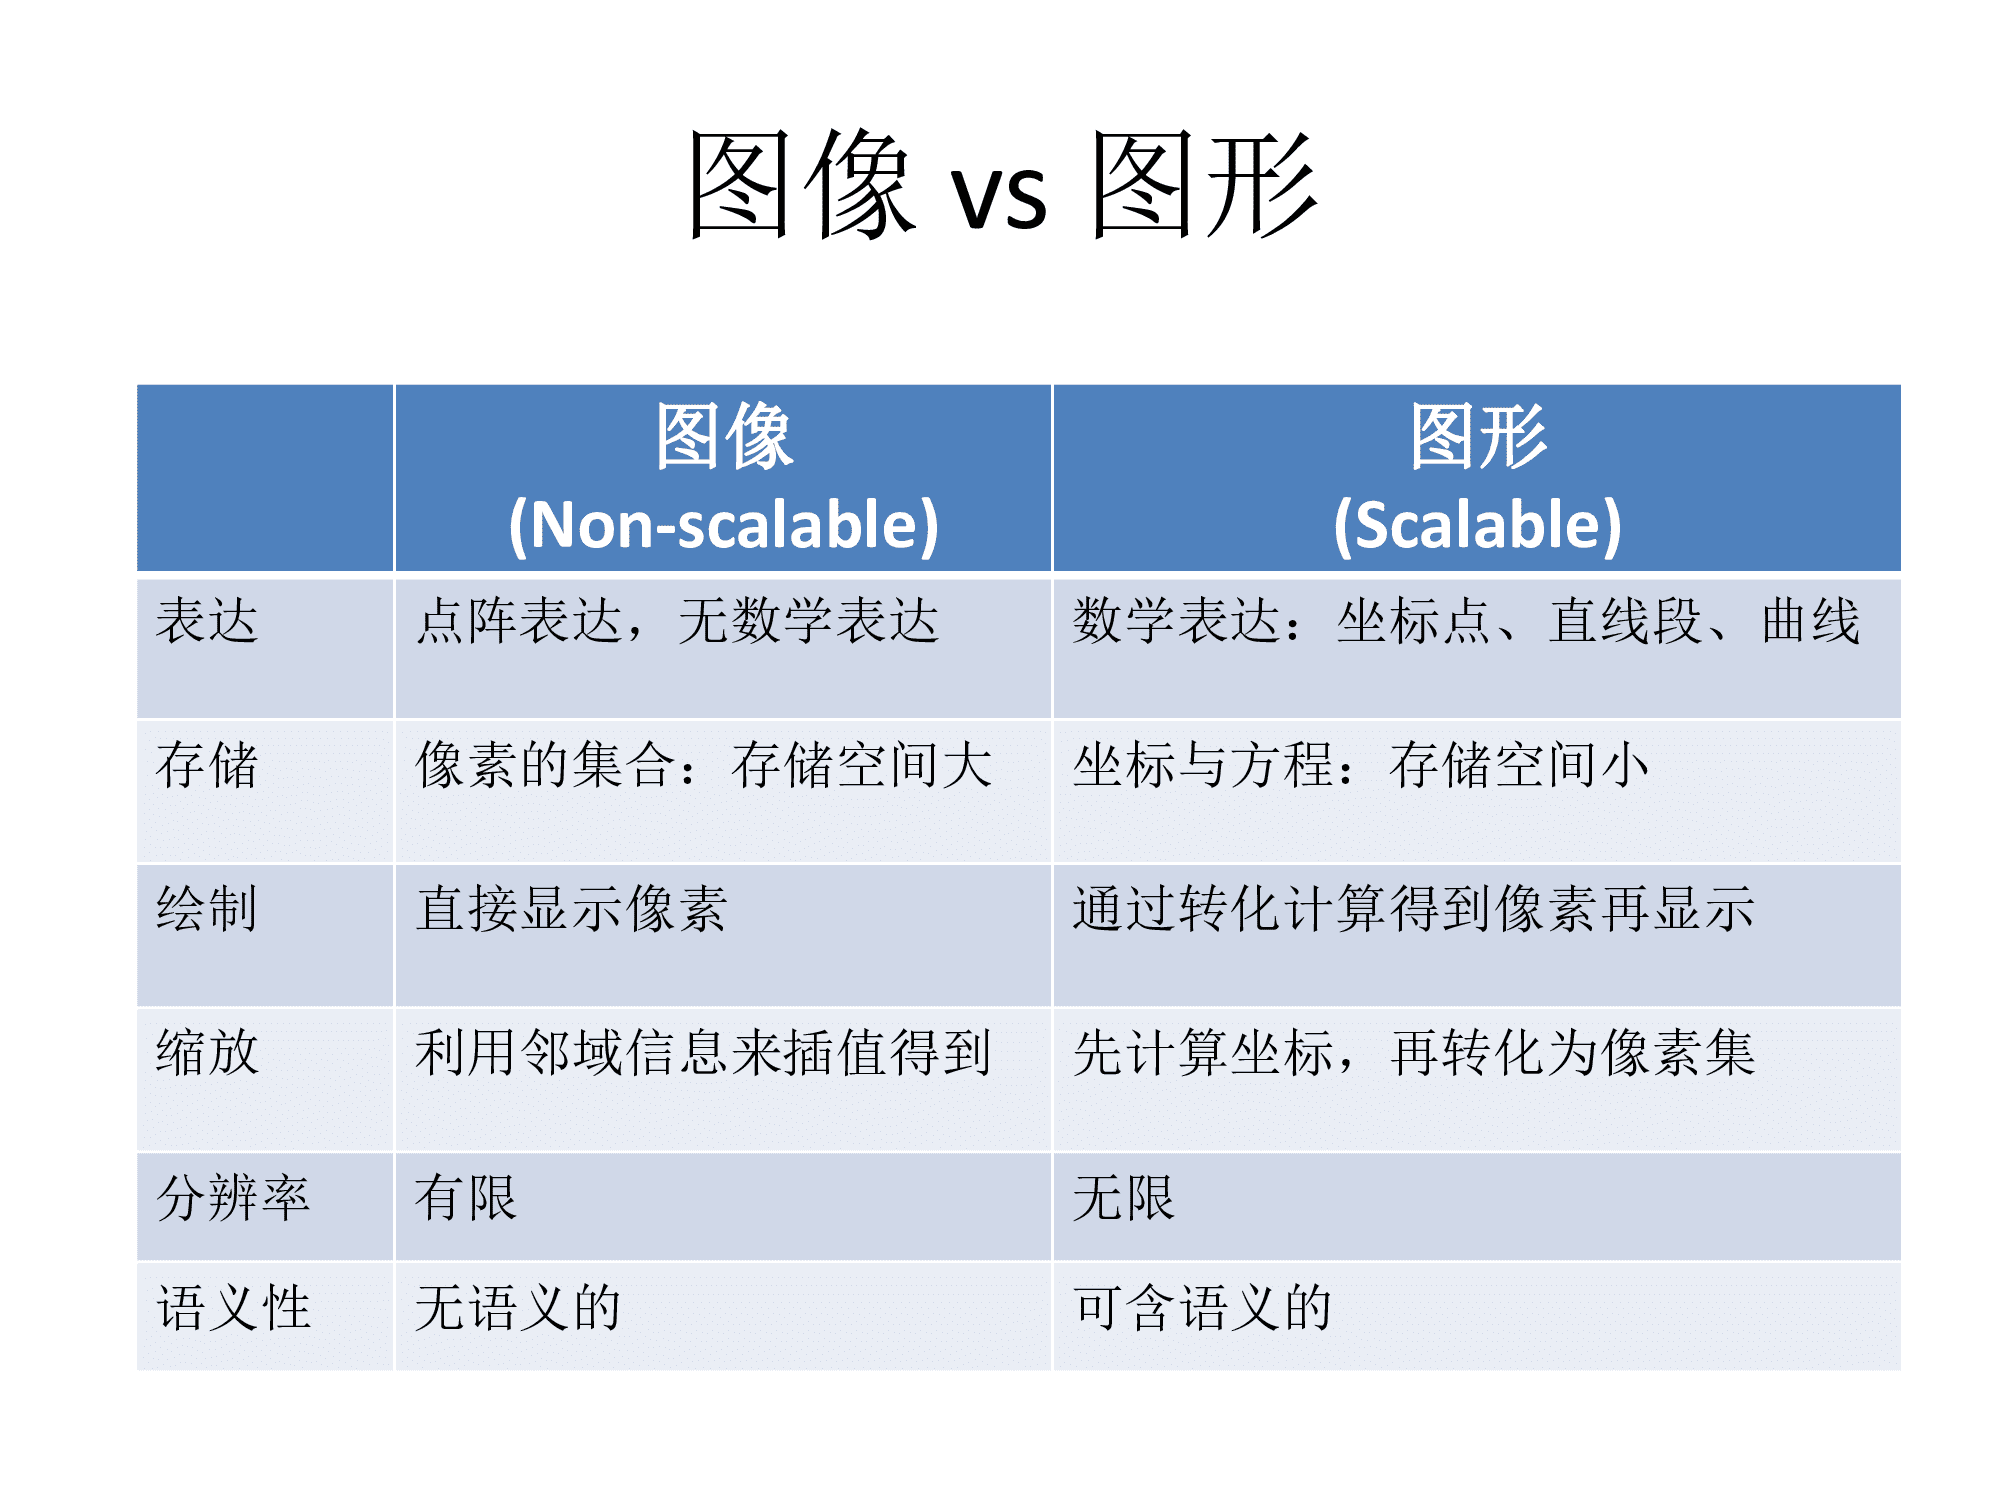 图像 vs 图形
图像
(Non-scalable)
图形
(Scalable)
表达
点阵表达，无数学表达
数学表达：坐标点、直线段、曲线
存储
像素的集合：存储空间大
坐标与方程：存储空间小
绘制
直接显示像素
通过转化计算得到像素再显示
缩放
利用邻域信息来插值得到
先计算坐标，再转化为像素集
分辨率
有限
无限
语义性
无语义的
可含语义的